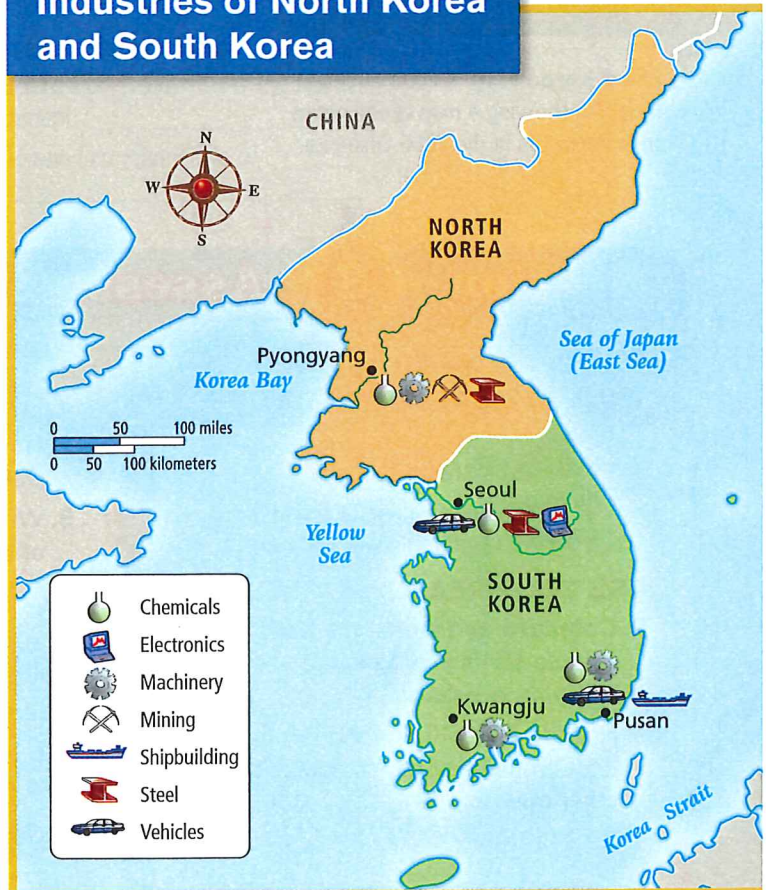 Industries of North Korea
and South Korea
CHINA
N
W
E
S
NORTH
KOREA
Pyongyang
Korea Bay
Sea of Japan
(East Sea)
0 50 100 miles
0 50 100 kilometers
Seoul
Yellow
Sea
SOUTH
KOREA
Chemicals
Electronics
Machinery
Mining
Shipbuilding
Steel
Vehicles
Kwangju
Pusan
Korea Strait